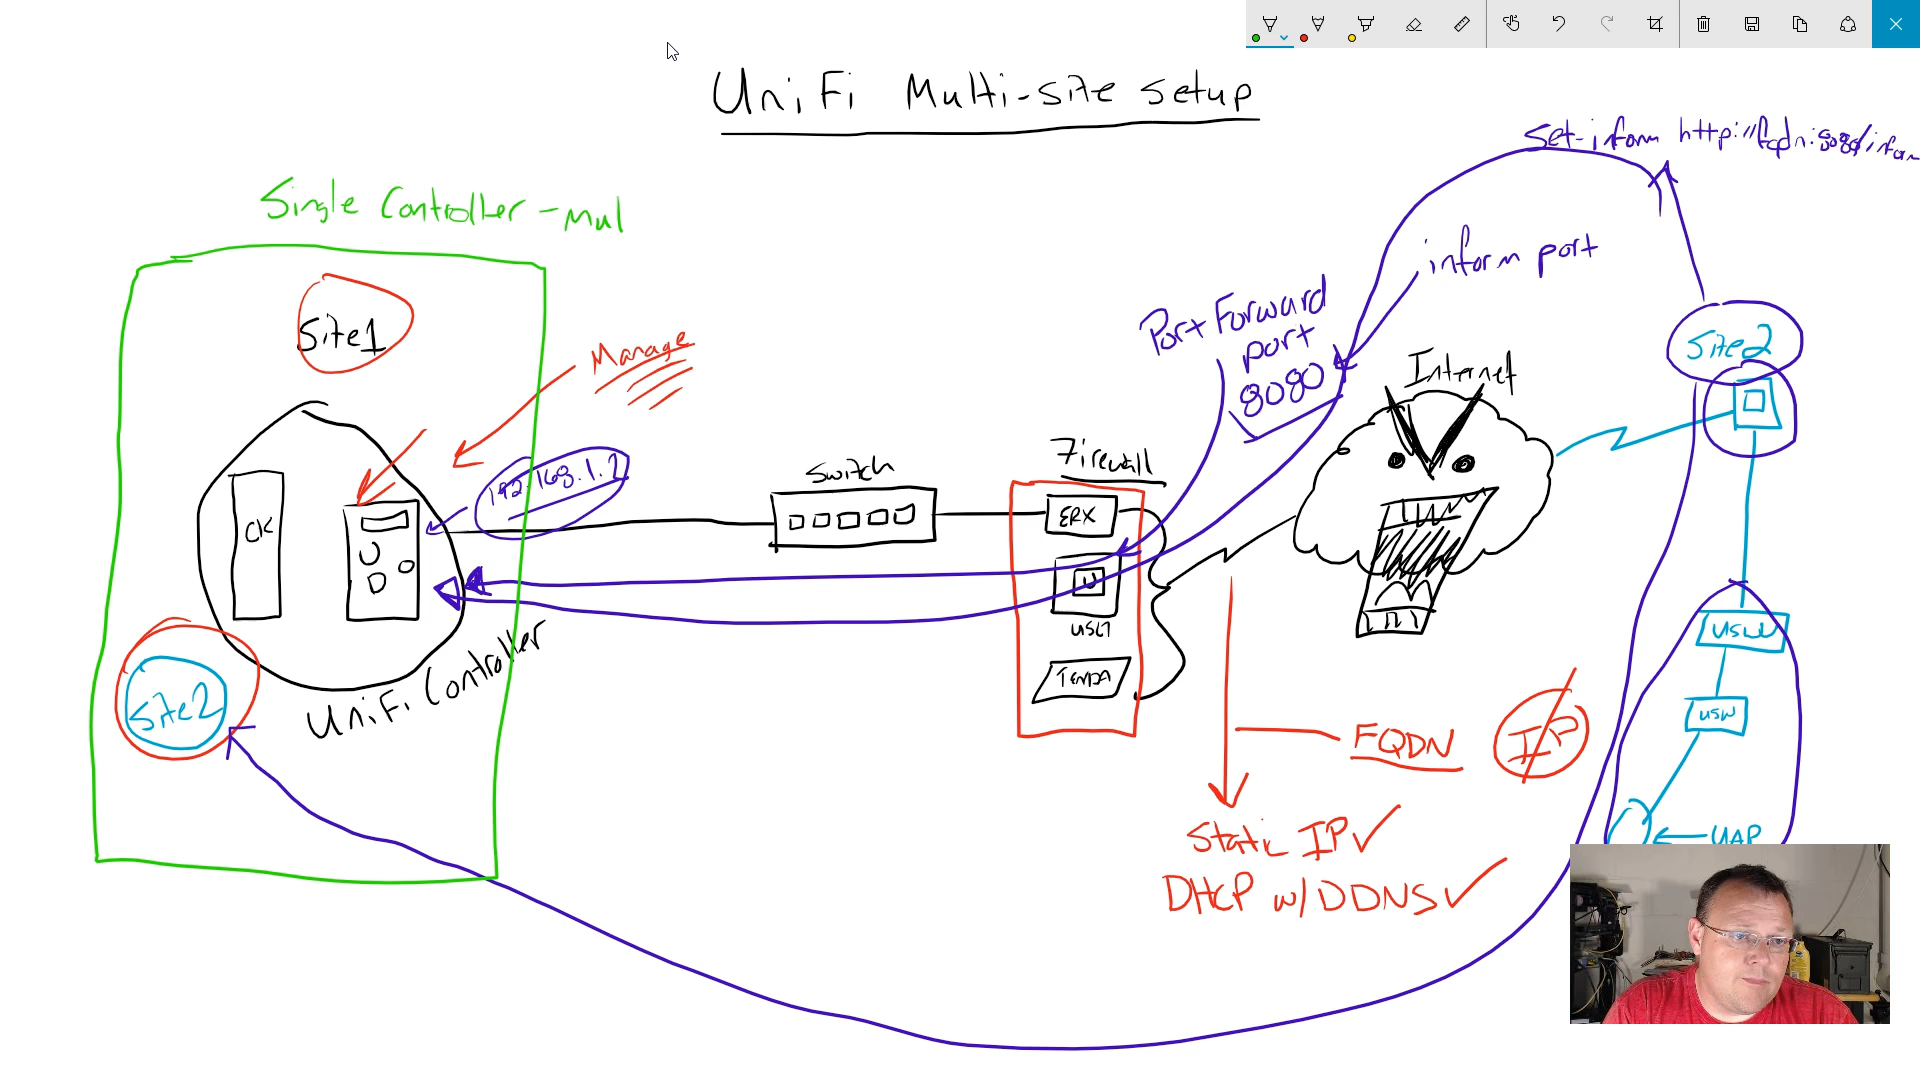 UniFi Multi-site setup
Set-inform http://fqdn:8080/inform
Single Controller - mul
inform port
Port Forward
port
8080
Site1
Manage
Site2
Internet
Switch
Firewall
192.168.1.2
CK
ERX
USG
TENDA
UniFi Controller
Site2
USW
USW
UAP
FQDN
IP
Static IP ✓
DHCP w/DDNS ✓